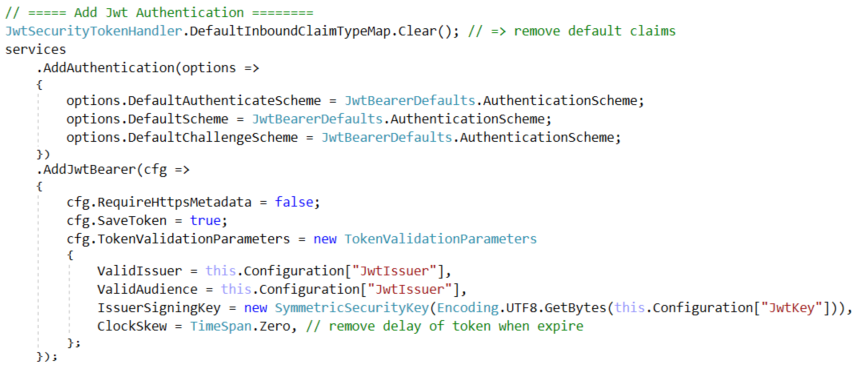 // ===== Add Jwt Authentication ========
JwtSecurityTokenHandler.DefaultInboundClaimTypeMap.Clear(); // => remove default claims
services
.AddAuthentication(options =>
{
options.DefaultAuthenticateScheme = JwtBearerDefaults.AuthenticationScheme;
options.DefaultScheme = JwtBearerDefaults.AuthenticationScheme;
options.DefaultChallengeScheme = JwtBearerDefaults.AuthenticationScheme;
})
.AddJwtBearer(cfg =>
{
cfg.RequireHttpsMetadata = false;
cfg.SaveToken = true;
cfg.TokenValidationParameters = new TokenValidationParameters
{
ValidIssuer = this.Configuration["JwtIssuer"],
ValidAudience = this.Configuration["JwtIssuer"],
IssuerSigningKey = new SymmetricSecurityKey(Encoding.UTF8.GetBytes(this.Configuration["JwtKey"])),
ClockSkew = TimeSpan.Zero, // remove delay of token when expire
};
});